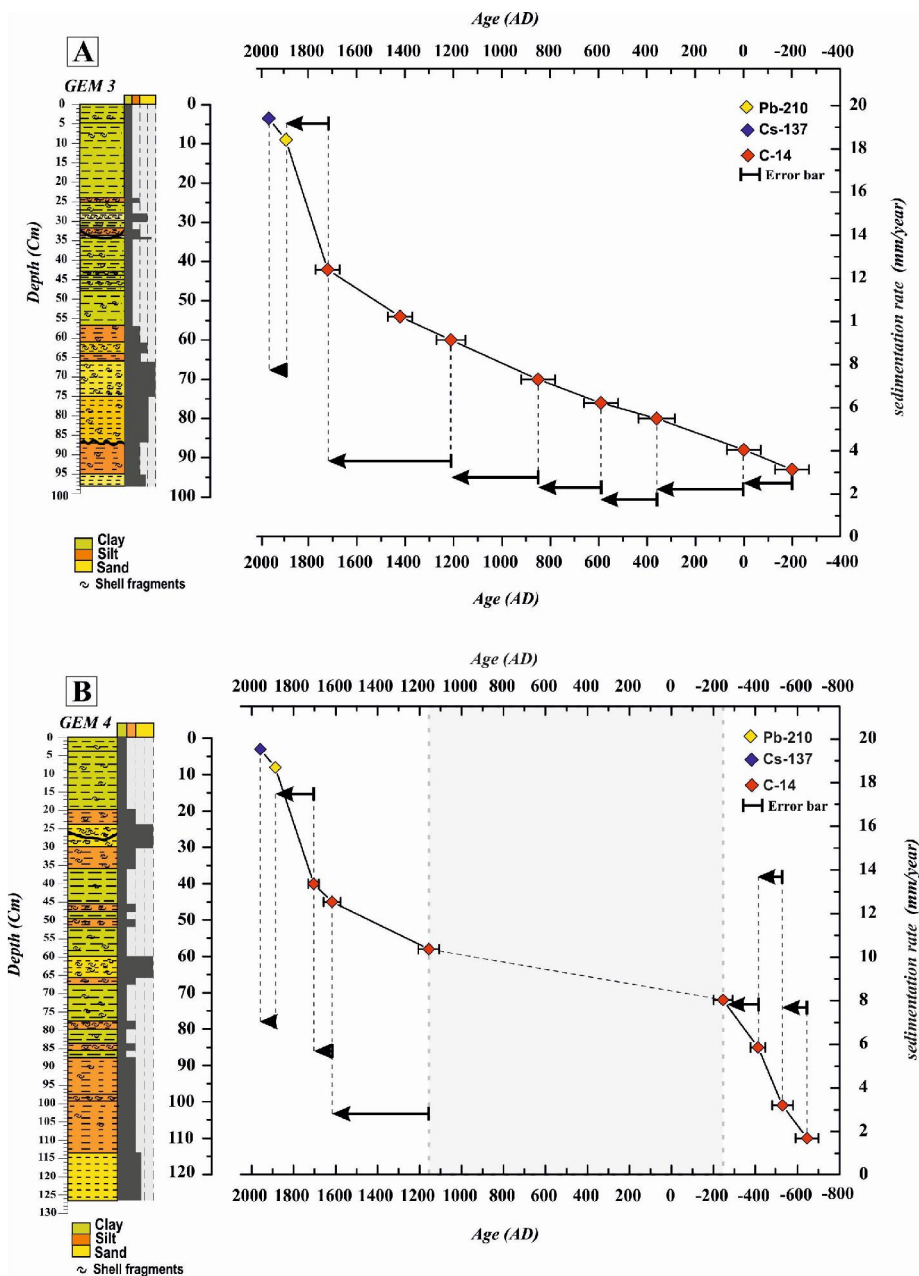 Age (AD)
A
2000 1800 1600 1400 1200 1000 800 600 400 200 0 -200 -400
GEM 3
Depth (Cm)
0
5
10
15
20
25
30
35
40
45
50
55
60
65
70
75
80
85
90
95
100
0
10
20
30
40
50
60
70
80
90
100
Pb-210
Cs-137
C-14
Error bar
20
18
16
14
12
1
8
6
4
2
0
sedimentation rate (mm/year)
Clay
Silt
Sand
Shell fragments
2000 1800 1600 1400 1200 1000 800 600 400 200 0 -200 -400
Age (AD)
Age (AD)
B
2000 1800 1600 1400 1200 1000 800 600 400 200 0 -200 -400 -600 -800
GEM 4
Depth (Cm)
0
5
10
15
20
25
30
35
40
45
50
55
60
65
70
75
80
85
90
95
100
105
110
115
120
125
130
0
10
20
30
40
50
60
70
80
90
100
110
120
Pb-210
Cs-137
C-14
Error bar
20
18
16
14
12
10
8
6
4
2
0
sedimentation rate (mm/year)
Clay
Silt
Sand
Shell fragments
2000 1800 1600 1400 1200 1000 800 600 400 200 0 -200 -400 -600 -800
Age (AD)